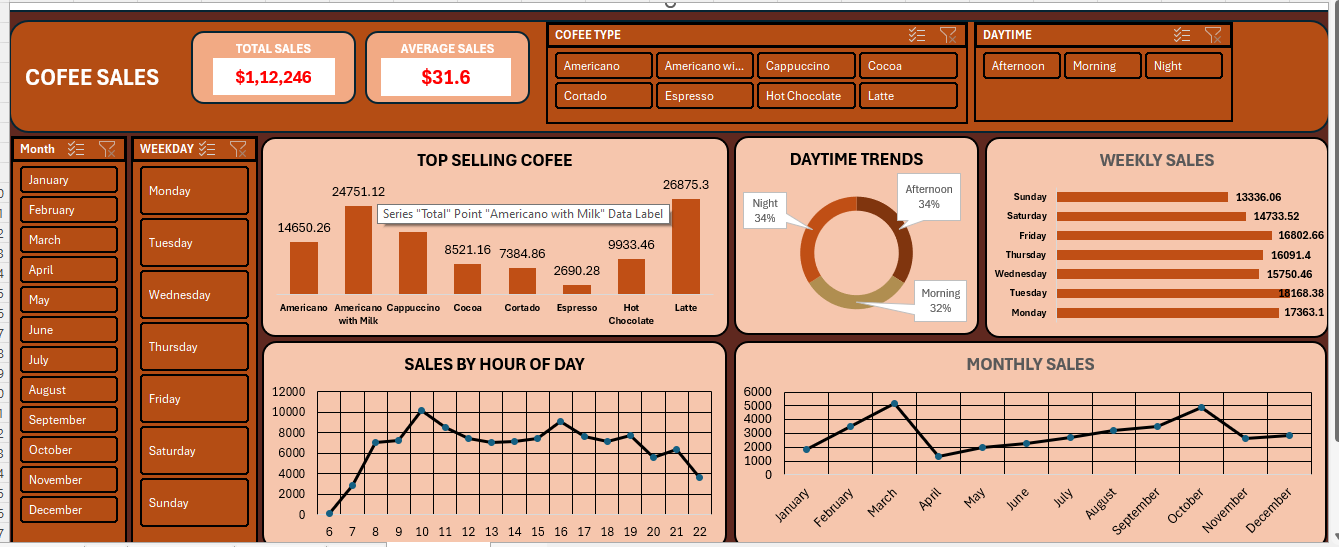 COFEE SALES
TOTAL SALES
$1,12,246
AVERAGE SALES
$31.6
COFEE TYPE
Americano
Americano wi...
Cappuccino
Cocoa
Cortado
Espresso
Hot Chocolate
Latte
DAYTIME
Afternoon
Morning
Night
Month
January
February
March
April
May
June
July
August
September
October
November
December
WEEKDAY
Monday
Tuesday
Wednesday
Thursday
Friday
Saturday
Sunday
TOP SELLING COFEE
14650.26
24751.12
8521.16
7384.86
2690.28
9933.46
26875.3
Series "Total" Point "Americano with Milk" Data Label
Americano
Americano
with Milk
Cappuccino
Cocoa
Cortado
Espresso
Hot
Chocolate
Latte
DAYTIME TRENDS
Night
34%
Afternoon
34%
Morning
32%
WEEKLY SALES
Sunday 13336.06
Saturday 14733.52
Friday 16802.66
Thursday 16091.4
Wednesday 15750.46
Tuesday 18168.38
Monday 17363.1
SALES BY HOUR OF DAY
12000
10000
8000
6000
4000
2000
0
6 7 8 9 10 11 12 13 14 15 16 17 18 19 20 21 22
MONTHLY SALES
6000
5000
4000
3000
2000
1000
0
January February March April May June July August September October November December